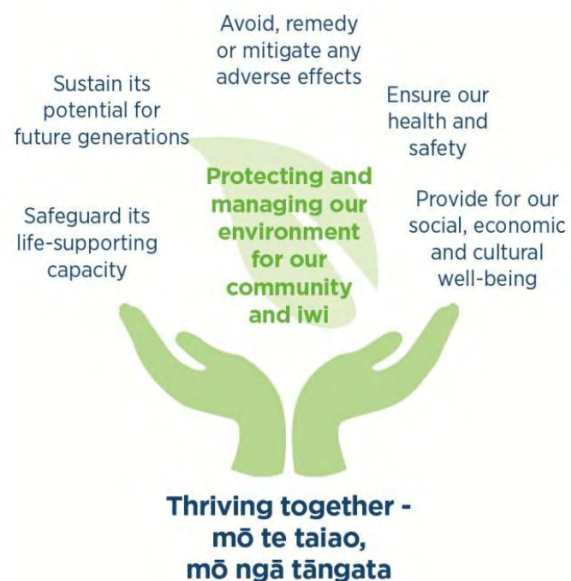 Avoid, remedy
or mitigate any
adverse effects
Sustain its
potential for
future generations
Ensure our
health and
safety
Safeguard its
life-supporting
capacity
Protecting and
managing our
environment
for our
community
and iwi
Provide for our
social, economic
and cultural
well-being
Thriving together -
mō te taiao,
mō ngā tāngata